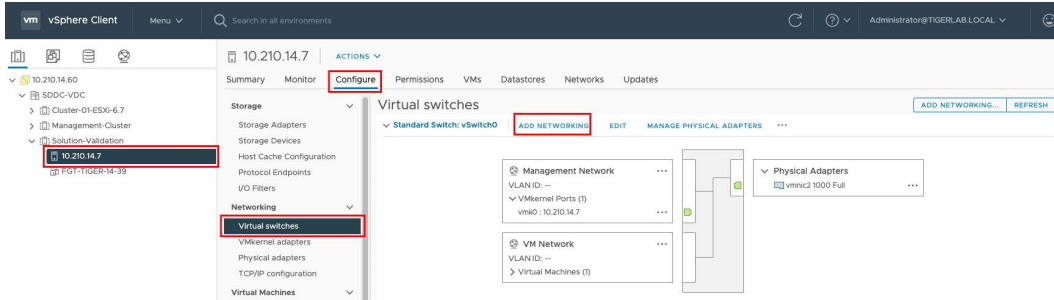 vm vSphere Client Menu Search in all environments Administrator@TIGERLAB.LOCAL
10.210.14.7 ACTIONS
10.210.14.60
SDDC-VDC
Cluster-01-ESXi-6.7
Management-Cluster
Solution-Validation
10.210.14.7
FGT-TIGER-14-39
Summary Monitor Configure Permissions VMs Datastores Networks Updates
Storage
Storage Adapters
Storage Devices
Host Cache Configuration
Protocol Endpoints
I/O Filters
Networking
Virtual switches
VMkernel adapters
Physical adapters
TCP/IP configuration
Virtual Machines
Virtual switches
ADD NETWORKING... REFRESH
Standard Switch: vSwitch0 ADD NETWORKING EDIT MANAGE PHYSICAL ADAPTERS ...
Management Network ...
VLAN ID: --
VMkernel Ports (1)
vmk0 : 10.210.14.7 ...
VM Network ...
VLAN ID: --
Virtual Machines (1)
Physical Adapters
vmnic2 1000 Full ...